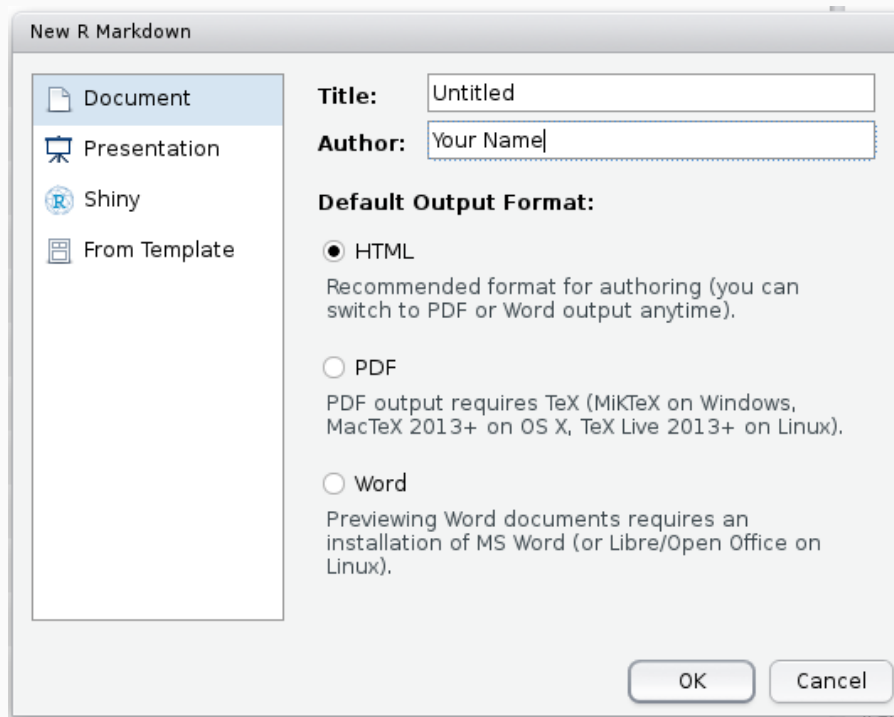 New R Markdown
Document
Presentation
Shiny
From Template
Title: Untitled
Author: Your Name
Default Output Format:
HTML
Recommended format for authoring (you can
switch to PDF or Word output anytime).
PDF
PDF output requires TeX (MiKTeX on Windows,
MacTeX 2013+ on OS X, TeX Live 2013+ on Linux).
Word
Previewing Word documents requires an
installation of MS Word (or Libre/Open Office on
Linux).
OK Cancel